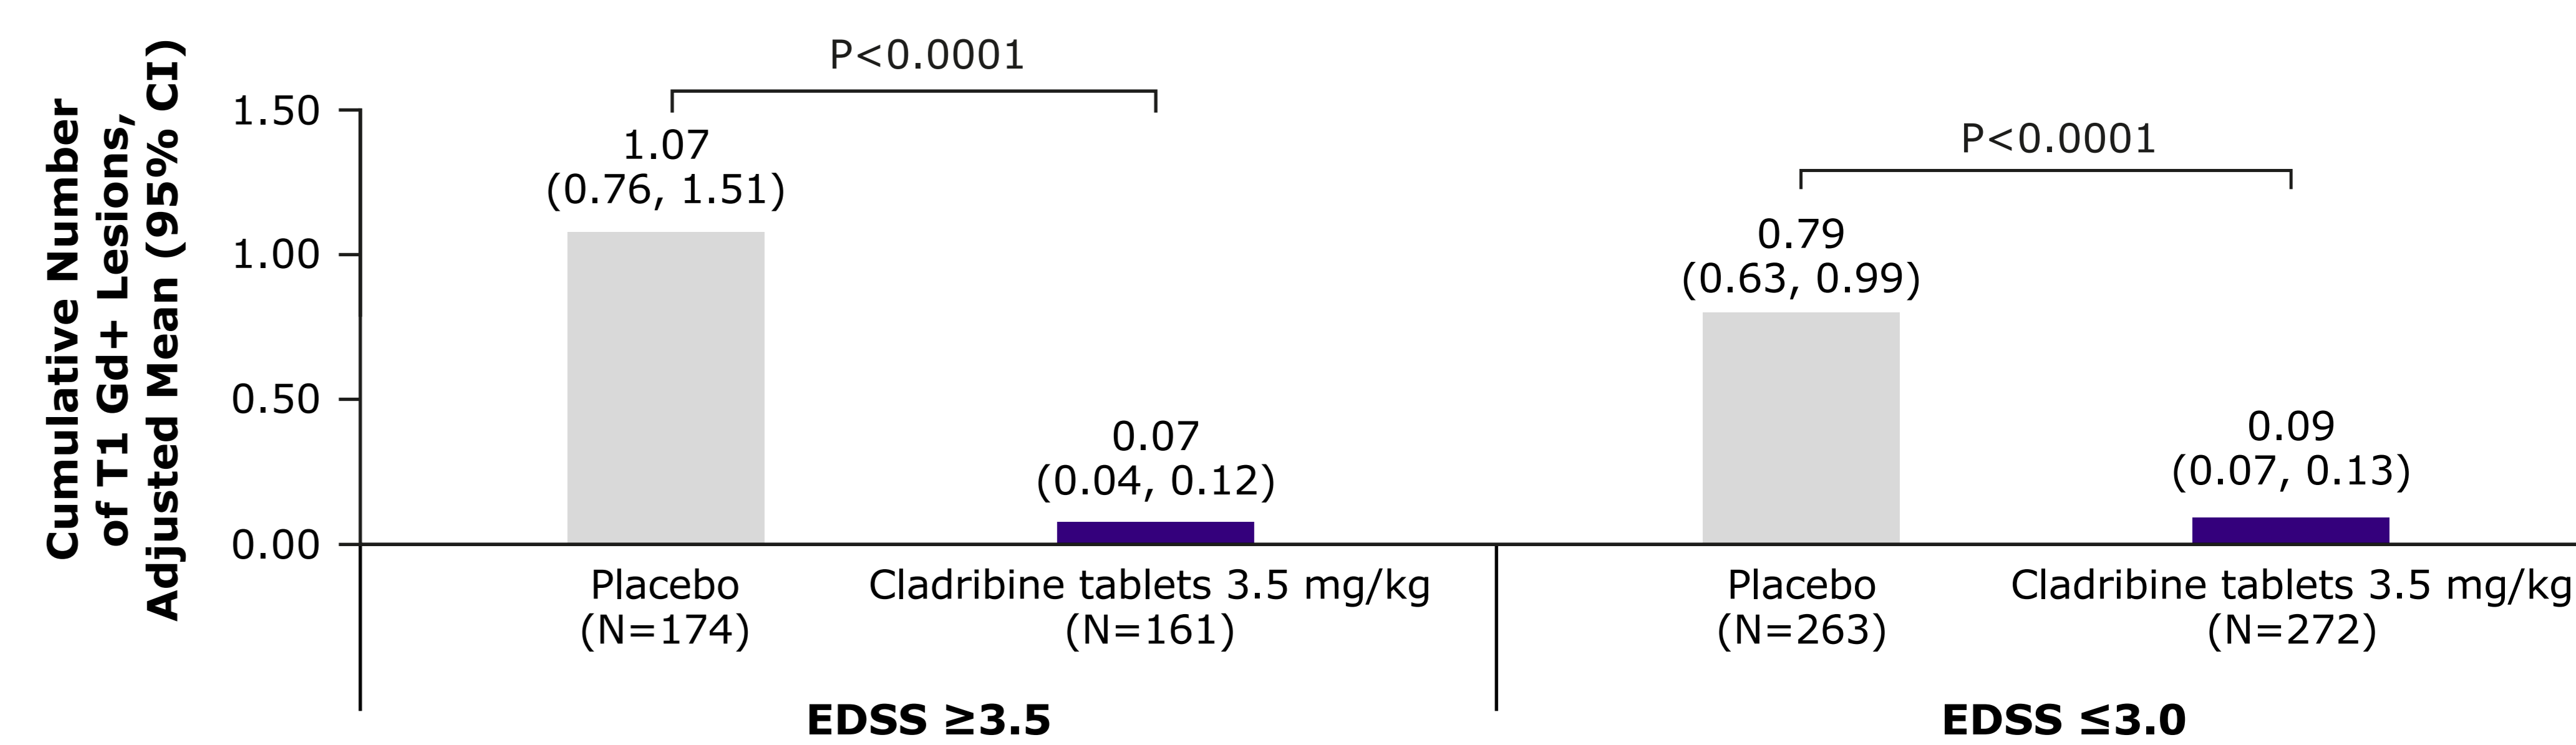 Cumulative Number
of T1 Gd+ Lesions,
Adjusted Mean (95% CI)
1.50
1.00
0.50
0.00
P<0.0001
1.07
(0.76, 1.51)
0.07
(0.04, 0.12)
Placebo
(N=174)
Cladribine tablets 3.5 mg/kg
(N=161)
EDSS ≥3.5
P<0.0001
0.79
(0.63, 0.99)
0.09
(0.07, 0.13)
Placebo
(N=263)
Cladribine tablets 3.5 mg/kg
(N=272)
EDSS ≤3.0